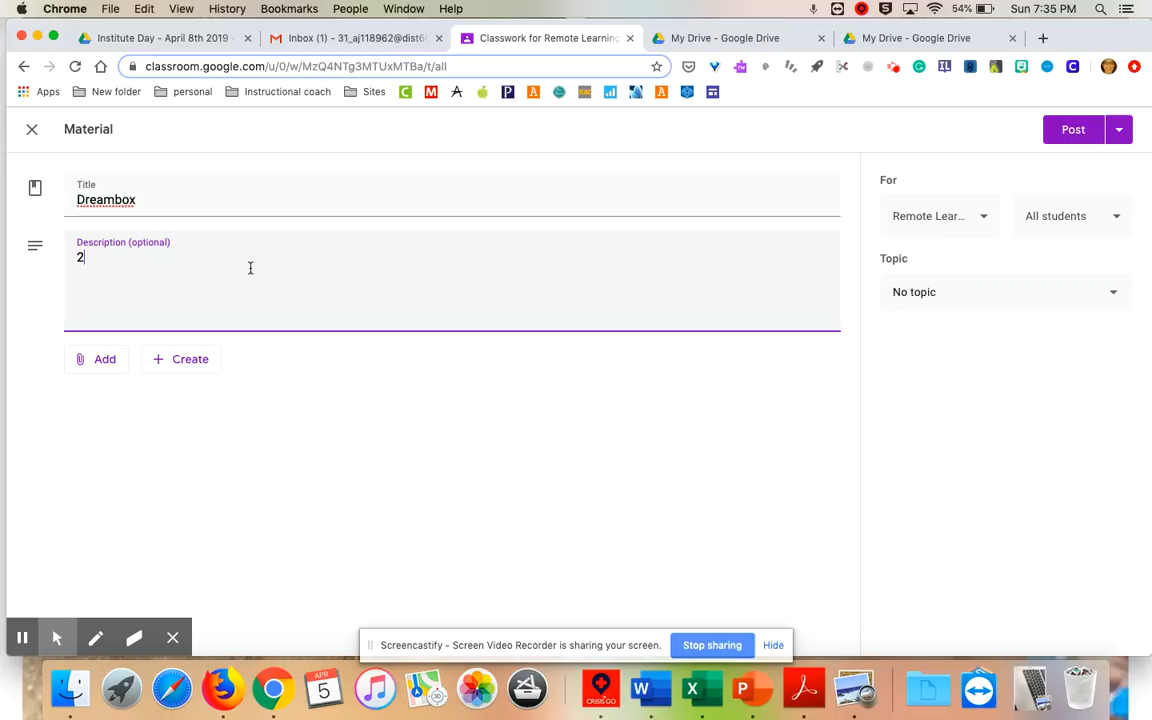 Chrome File Edit View History Bookmarks People Window Help 54% Sun 7:35 PM
Institute Day - April 8th 2019 - Inbox (1) - 31_aj118962@dist6 Classwork for Remote Learning My Drive - Google Drive My Drive - Google Drive
classroom.google.com/u/0/w/MzQ4NTg3MTUxMTBa/t/all
Apps New folder personal Instructional coach Sites
Material
Post
Title
Dreambox
Description (optional)
2
Add
Create
For
Remote Lear...
All students
Topic
No topic
Screencastify - Screen Video Recorder is sharing your screen.
Stop sharing
Hide
APR
5
CRISIS GO
W
X
P